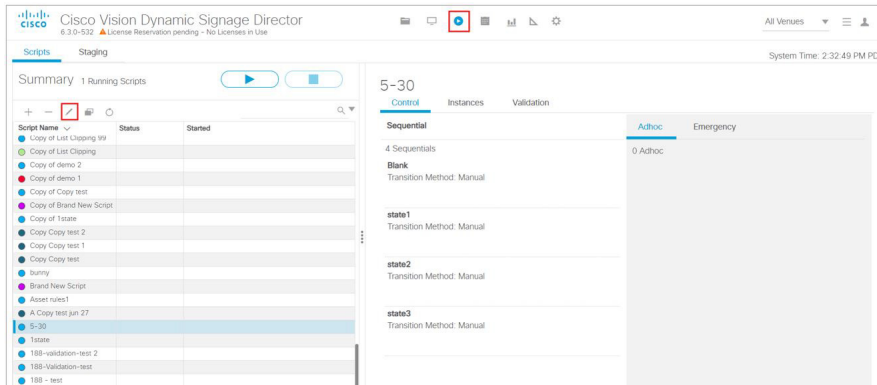 cisco
Cisco Vision Dynamic Signage Director
6.3.0-532 License Reservation pending - No Licenses in Use
All Venues
Scripts Staging
System Time: 2:32:49 PM PD
Summary 1 Running Scripts
Script Name Status Started
Copy of List Clipping 99
Copy of List Clipping
Copy of demo 2
Copy of demo 1
Copy of Copy test
Copy of Brand New Script
Copy of 1state
Copy Copy test 2
Copy Copy test 1
Copy Copy test
bunny
Brand New Script
Asset rules1
A Copy test jun 27
5-30
1state
188-validation-test 2
188-Validation-test
188 - test
5-30
Control Instances Validation
Sequential
4 Sequentials
Blank
Transition Method: Manual
state1
Transition Method: Manual
state2
Transition Method: Manual
state3
Transition Method: Manual
Adhoc Emergency
0 Adhoc